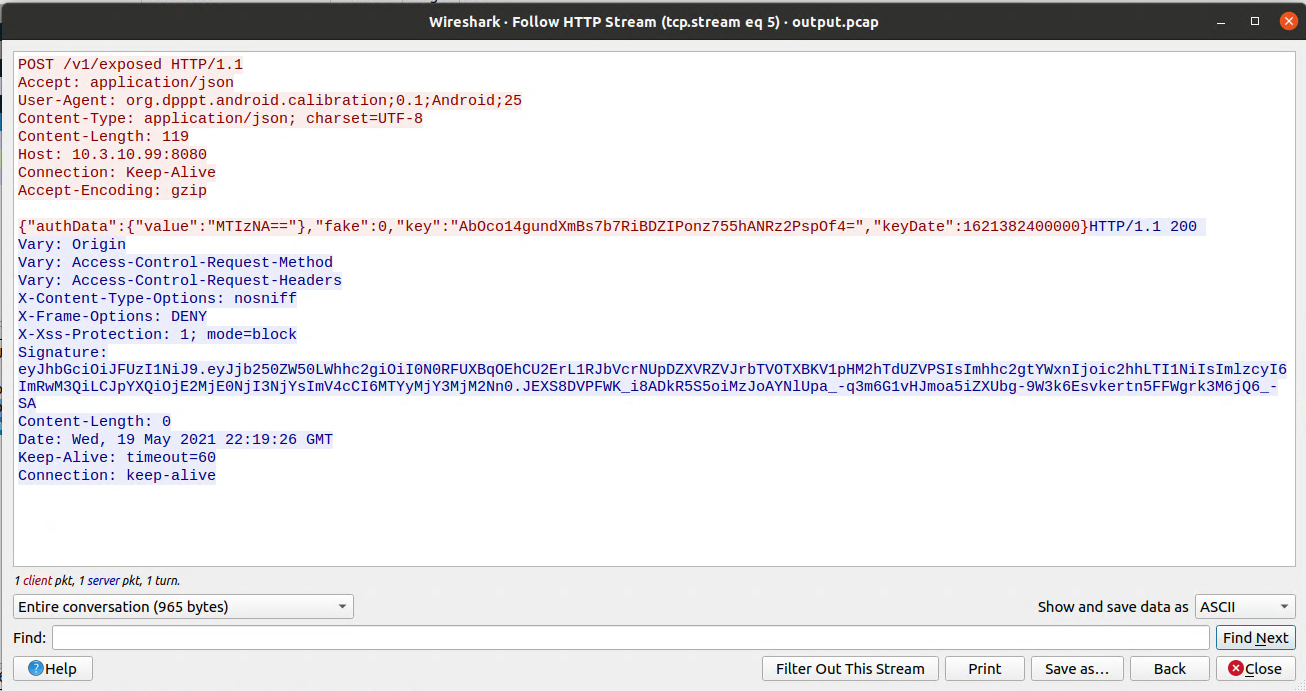 Wireshark · Follow HTTP Stream (tcp.stream eq 5) · output.pcap
POST /v1/exposed HTTP/1.1
Accept: application/json
User-Agent: org.dpppt.android.calibration;0.1;Android;25
Content-Type: application/json; charset=UTF-8
Content-Length: 119
Host: 10.3.10.99:8080
Connection: Keep-Alive
Accept-Encoding: gzip
{"authData":{"value":"MTIzNA=="},"fake":0,"key":"AbOco14gundXmBs7b7RiBDZIPonz755hANRz2PspOf4=","keyDate":1621382400000}HTTP/1.1 200
Vary: Origin
Vary: Access-Control-Request-Method
Vary: Access-Control-Request-Headers
X-Content-Type-Options: nosniff
X-Frame-Options: DENY
X-Xss-Protection: 1; mode=block
Signature:
eyJhbGciOiJFUzI1NiJ9.eyJjb250ZW50LWhhc2giOiI0N0RFUXBqOEhCU2ErL1RJbVcrNUpDZXVRZVJrbTVOTXBKV1pHM2hTdUZVPSIsImhhc2gtYWxnIjoic2hhLTI1NiIsImlzcyI6
ImRwM3QiLCJpYXQiOjE2MjE0NjI3NjYsImV4cCI6MTYyMjY3MjM2Nn0.JEXS8DVPFWK_i8ADkR5S5oiMzJoAYNlUpa_-q3m6G1vHJmoa5iZXUbg-9W3k6Esvkertn5FFWgrk3M6jQ6_-
SA
Content-Length: 0
Date: Wed, 19 May 2021 22:19:26 GMT
Keep-Alive: timeout=60
Connection: keep-alive
1 client pkt, 1 server pkt, 1 turn.
Entire conversation (965 bytes) Show and save data as ASCII
Find: Find Next
Help Filter Out This Stream Print Save as... Back Close